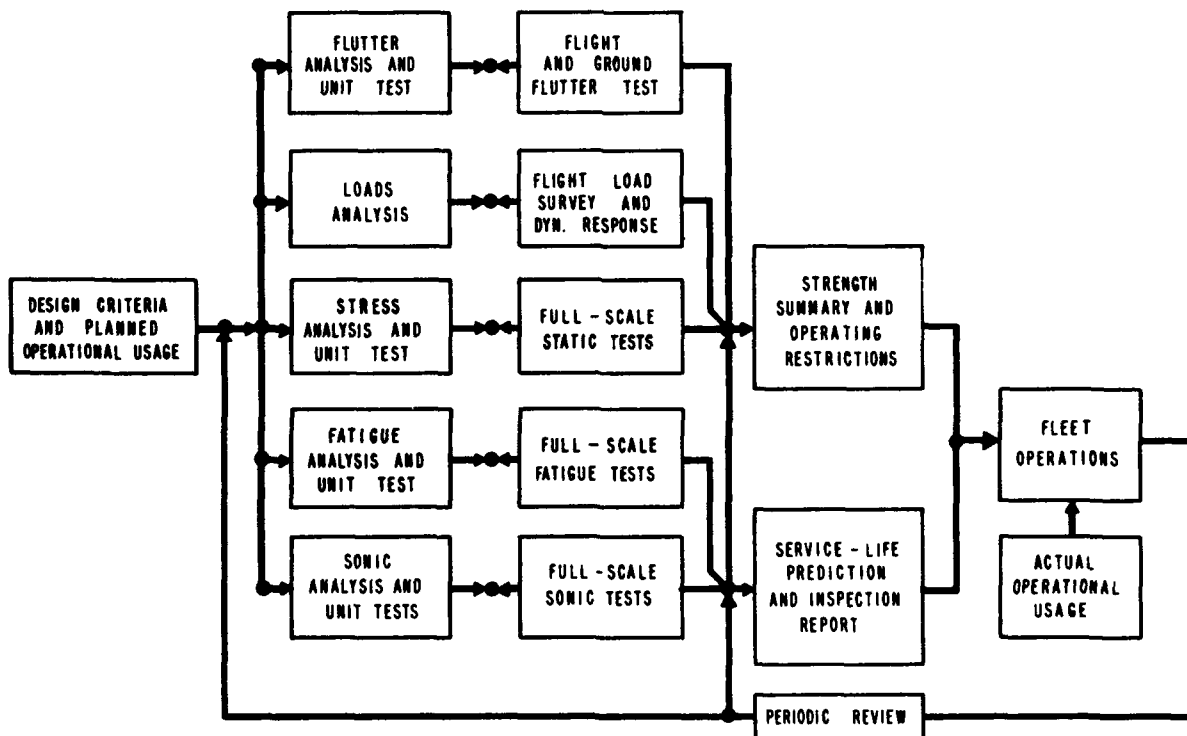 FLUTTER
ANALYSIS AND
UNIT TEST
FLIGHT
AND GROUND
FLUTTER TEST
LOADS
ANALYSIS
FLIGHT LOAD
SURVEY AND
DYN. RESPONSE
DESIGN CRITERIA
AND PLANNED
OPERATIONAL USAGE
STRESS
ANALYSIS AND
UNIT TEST
FULL-SCALE
STATIC TESTS
STRENGTH
SUMMARY AND
OPERATING
RESTRICTIONS
FATIGUE
ANALYSIS AND
UNIT TEST
FULL-SCALE
FATIGUE TESTS
FLEET
OPERATIONS
SONIC
ANALYSIS AND
UNIT TESTS
FULL-SCALE
SONIC TESTS
SERVICE-LIFE
PREDICTION
AND INSPECTION
REPORT
ACTUAL
OPERATIONAL
USAGE
PERIODIC REVIEW